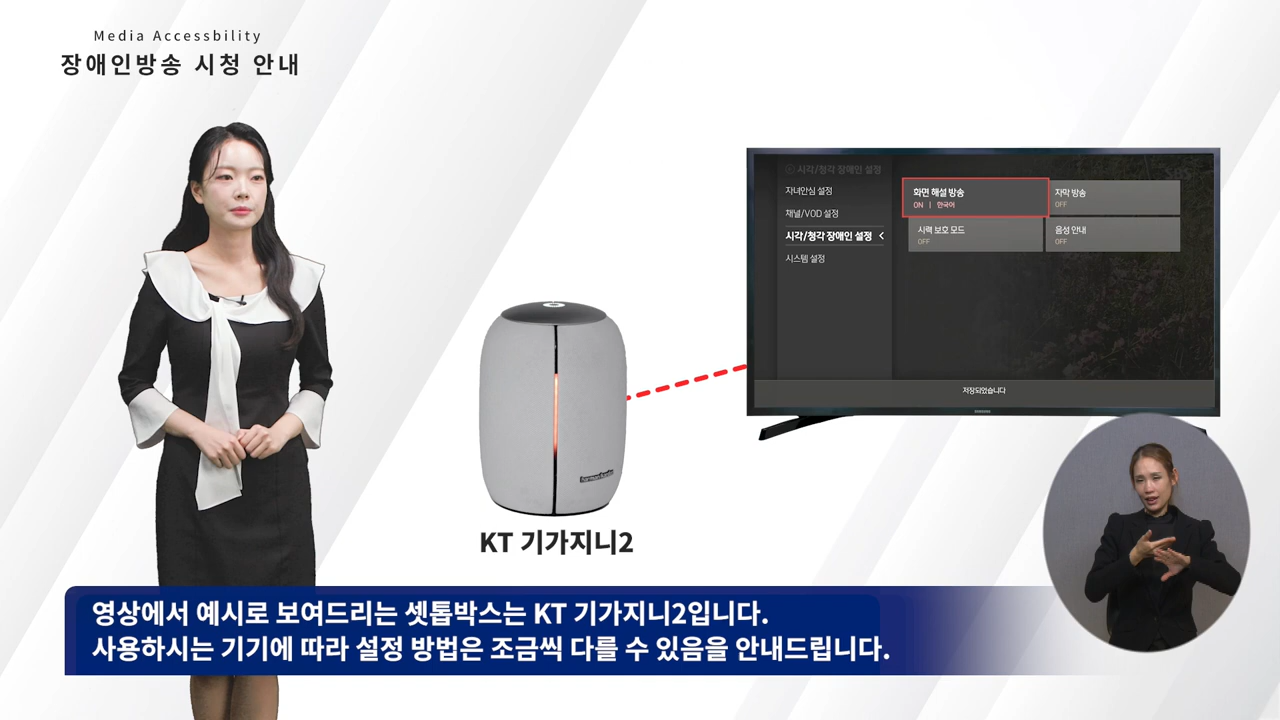 Media Accessbility
장애인방송 시청 안내
시각/청각 장애인 설정
자녀안심 설정
채널/VOD 설정
시각/청각 장애인 설정
시스템 설정
화면 해설 방송
ON | 한국어
자막 방송
OFF
시력 보호 모드
OFF
음성 안내
OFF
저장되었습니다
SAMSUNG
harman/kardon
KT 기가지니2
영상에서 예시로 보여드리는 셋톱박스는 KT 기가지니2입니다.
사용하시는 기기에 따라 설정 방법은 조금씩 다를 수 있음을 안내드립니다.